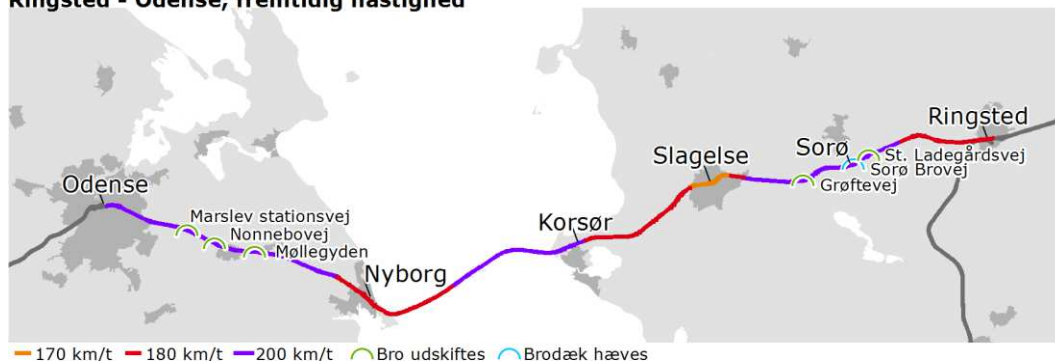 Ringsted - Odense, fremtidig hastighed
Ringsted
Sorø
St. Ladegårdsvej
Sorø Brovej
Slagelse
Grøftevej
Odense
Marslev stationsvej
Nonnebovej
Møllegyden
Korsør
Nyborg
170 km/t 180 km/t 200 km/t Bro udskiftes Brodæk hæves